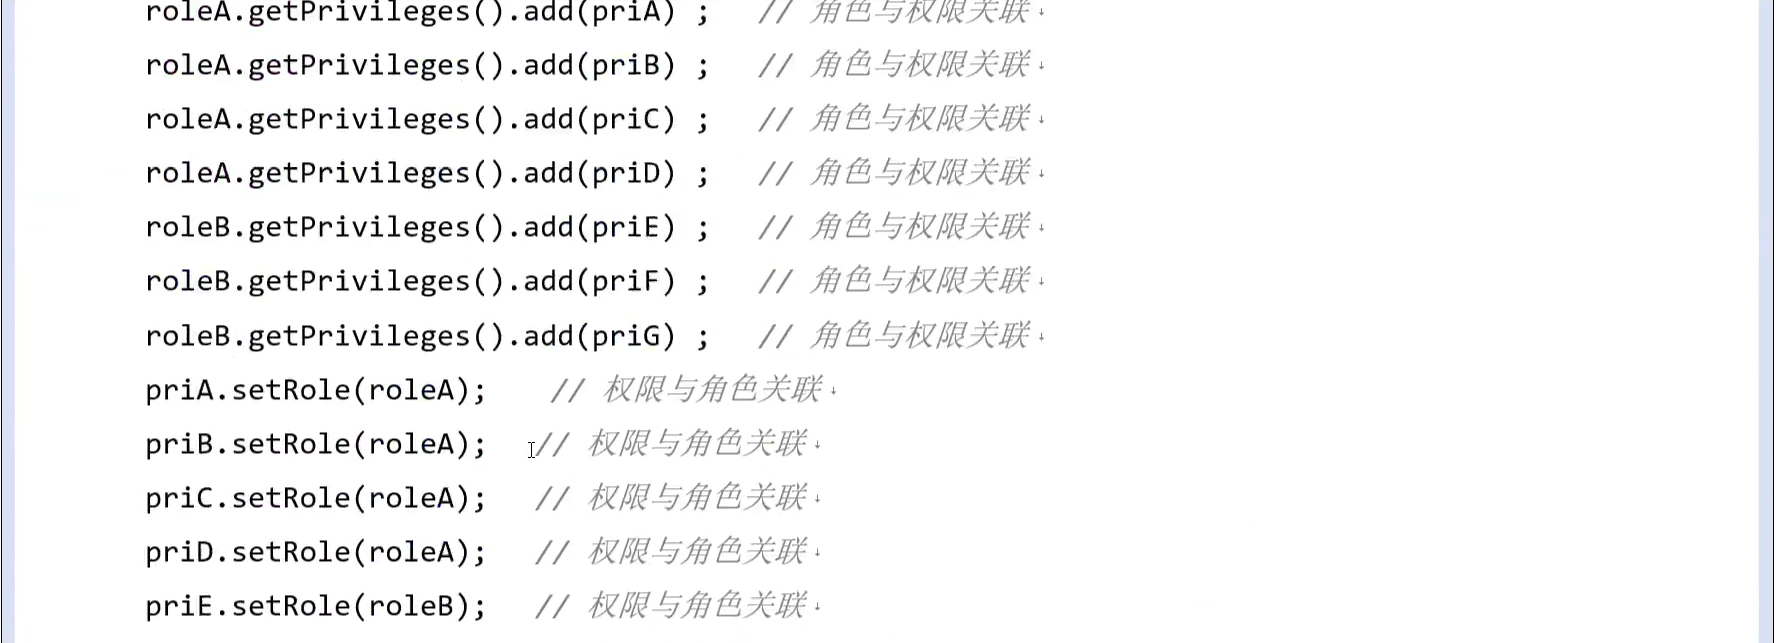 roleA.getPrivileges().add(priA) ;   // 角色与权限关联
roleA.getPrivileges().add(priB) ;   // 角色与权限关联
roleA.getPrivileges().add(priC) ;   // 角色与权限关联
roleA.getPrivileges().add(priD) ;   // 角色与权限关联
roleB.getPrivileges().add(priE) ;   // 角色与权限关联
roleB.getPrivileges().add(priF) ;   // 角色与权限关联
roleB.getPrivileges().add(priG) ;   // 角色与权限关联
priA.setRole(roleA);    // 权限与角色关联
priB.setRole(roleA);   // 权限与角色关联
priC.setRole(roleA);   // 权限与角色关联
priD.setRole(roleA);   // 权限与角色关联
priE.setRole(roleB);   // 权限与角色关联